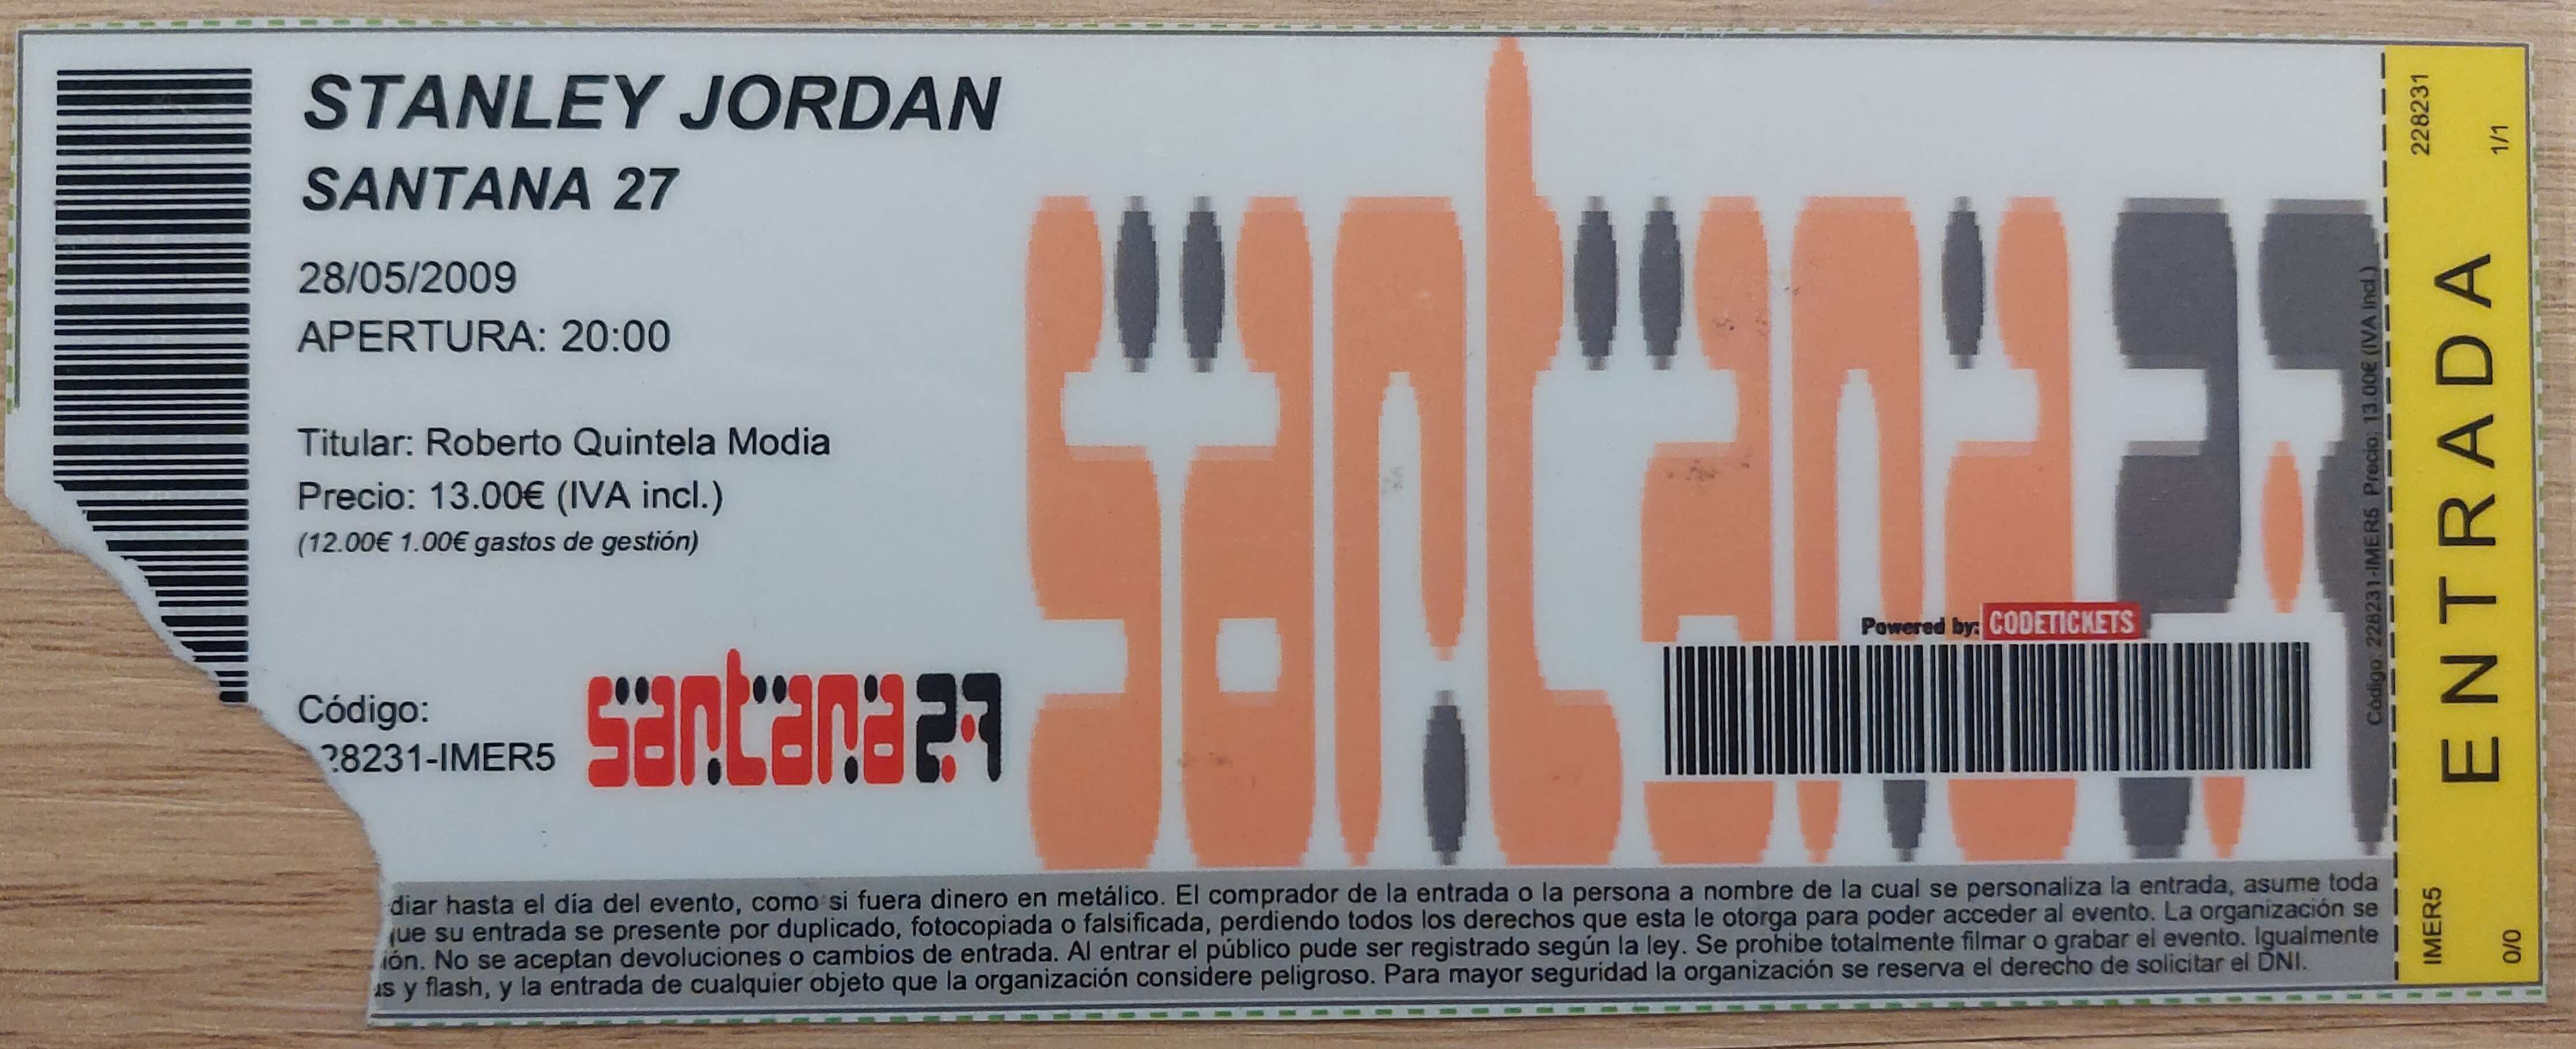 STANLEY JORDAN
SANTANA 27
28/05/2009
APERTURA: 20:00
Titular: Roberto Quintela Modia
Precio: 13.00€ (IVA incl.)
(12.00€ 1.00€ gastos de gestión)
Código:
28231-IMER5
santana 27
santana 27
Powered by: CODETICKETS
Código: 228231-IMER5 Precio: 13.00€ (IVA incl.)
228231
1/1
ENTRADA
IMER5
0/0
diar hasta el día del evento, como si fuera dinero en metálico. El comprador de la entrada o la persona a nombre de la cual se personaliza la entrada, asume toda
que su entrada se presente por duplicado, fotocopiada o falsificada, perdiendo todos los derechos que esta le otorga para poder acceder al evento. La organización se
ión. No se aceptan devoluciones o cambios de entrada. Al entrar el público pude ser registrado según la ley. Se prohibe totalmente filmar o grabar el evento. Igualmente
as y flash, y la entrada de cualquier objeto que la organización considere peligroso. Para mayor seguridad la organización se reserva el derecho de solicitar el DNI.